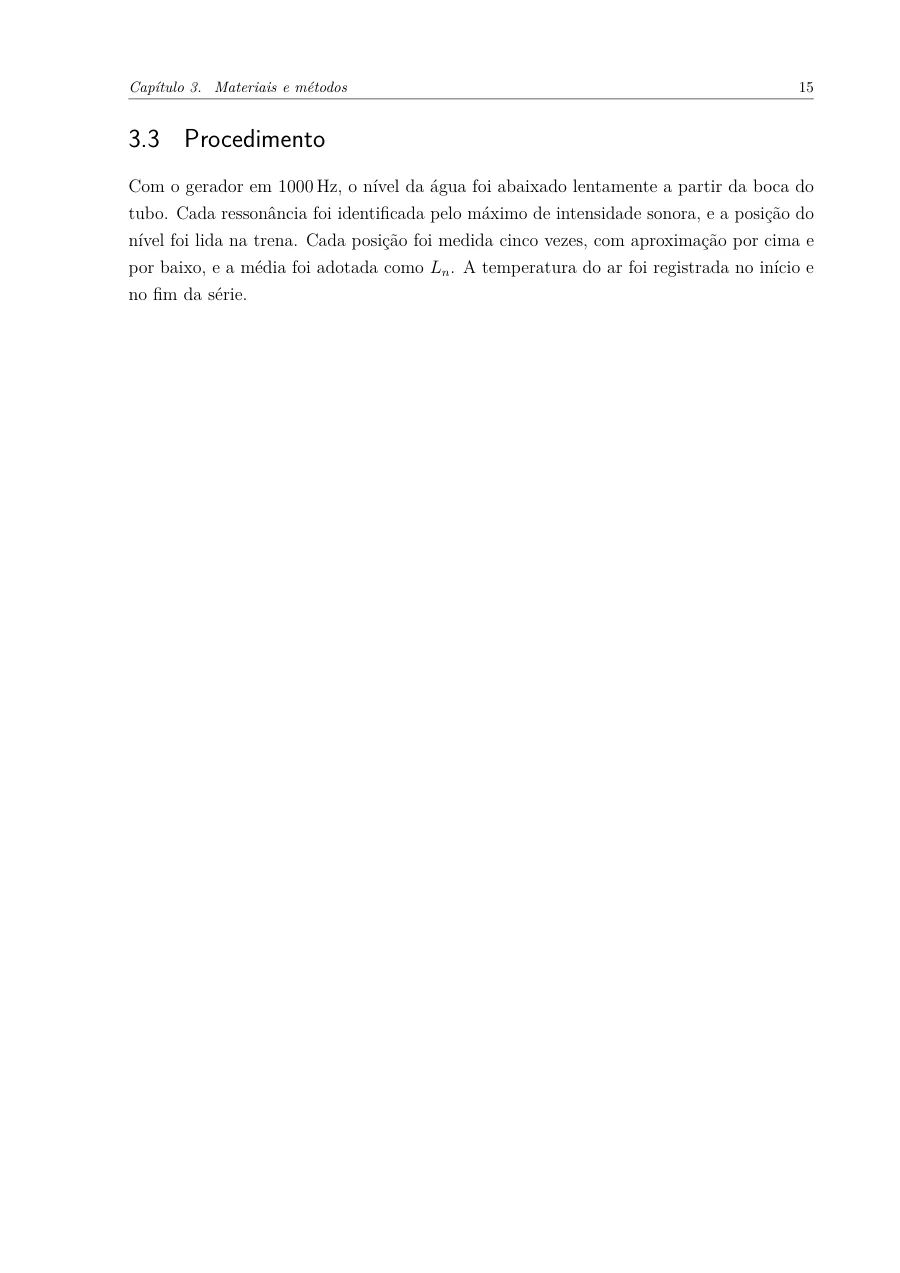 Capítulo 3. Materiais e métodos 15
3.3 Procedimento
Com o gerador em 1000 Hz, o nível da água foi abaixado lentamente a partir da boca do
tubo. Cada ressonância foi identificada pelo máximo de intensidade sonora, e a posição do
nível foi lida na trena. Cada posição foi medida cinco vezes, com aproximação por cima e
por baixo, e a média foi adotada como Lₙ. A temperatura do ar foi registrada no início e
no fim da série.